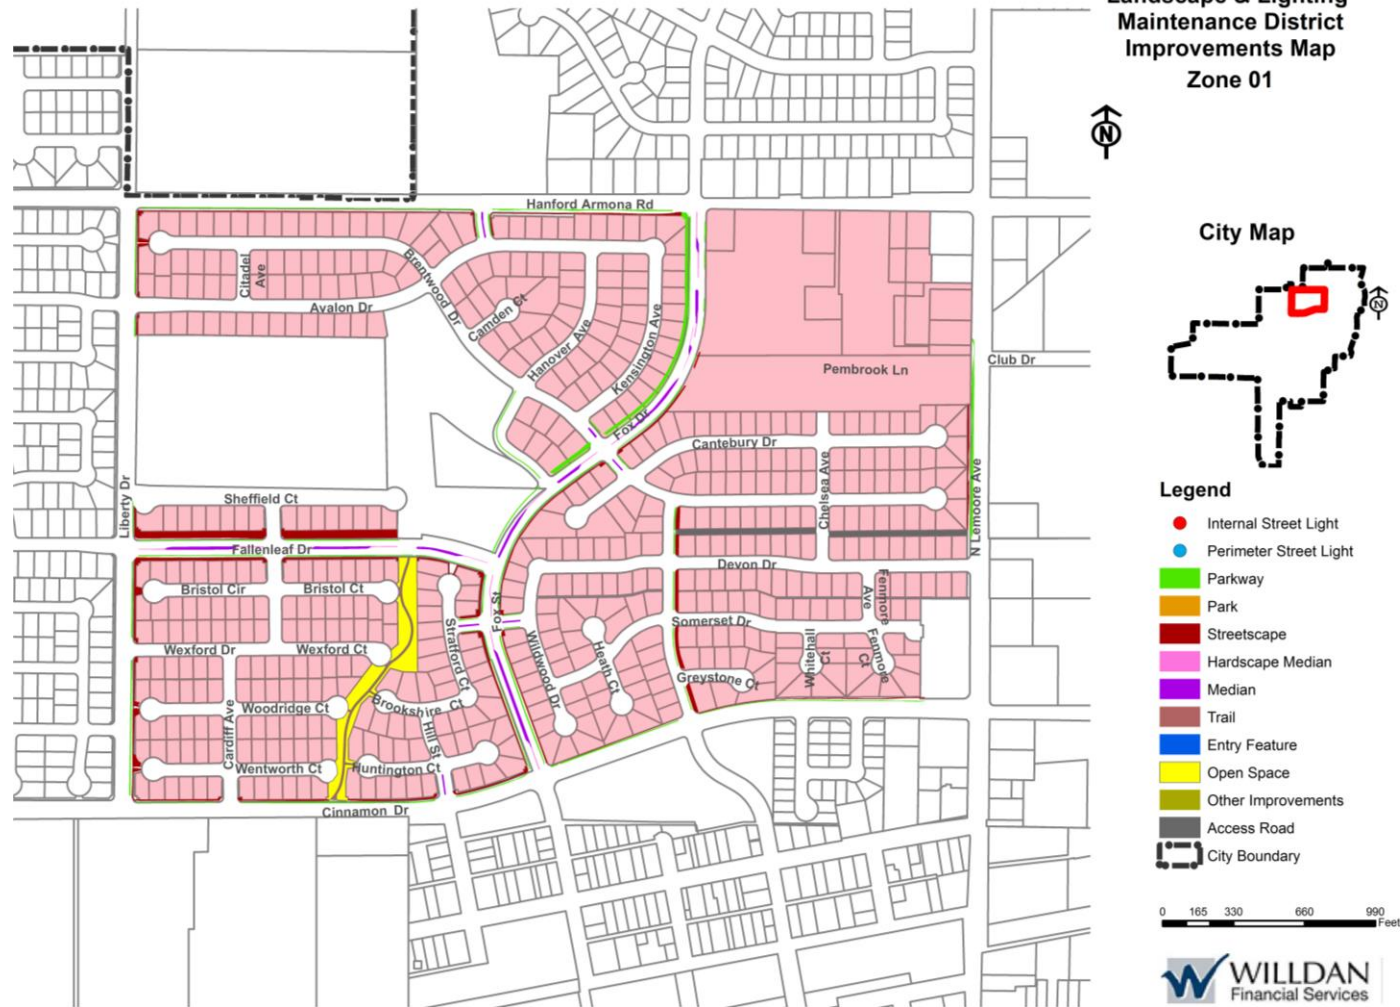 Landscape & Lighting
Maintenance District
Improvements Map
Zone 01
N
City Map
N
Hanford Armona Rd
Citadel
Ave
Brentwood Dr
Avalon Dr
Camden Ct
Hanover Ave
Kensington Ave
Fox Dr
Pembrook Ln
Club Dr
Cantebury Dr
Chelsea Ave
N Lemoore Ave
Liberty Dr
Sheffield Ct
Fallenleaf Dr
Bristol Cir
Bristol Ct
Devon Dr
Fenmore
Ave
Fox St
Stratford Ct
Wildwood Dr
Heath Ct
Somerset Dr
Whitehall
Ct
Fenmore
Ct
Greystone Ct
Wexford Dr
Wexford Ct
Woodridge Ct
Brookshire Ct
Cardiff Ave
Hill St
Wentworth Ct
Huntington Ct
Cinnamon Dr
Legend
Internal Street Light
Perimeter Street Light
Parkway
Park
Streetscape
Hardscape Median
Median
Trail
Entry Feature
Open Space
Other Improvements
Access Road
City Boundary
0 165 330 660 990
Feet
WILLDAN
Financial Services